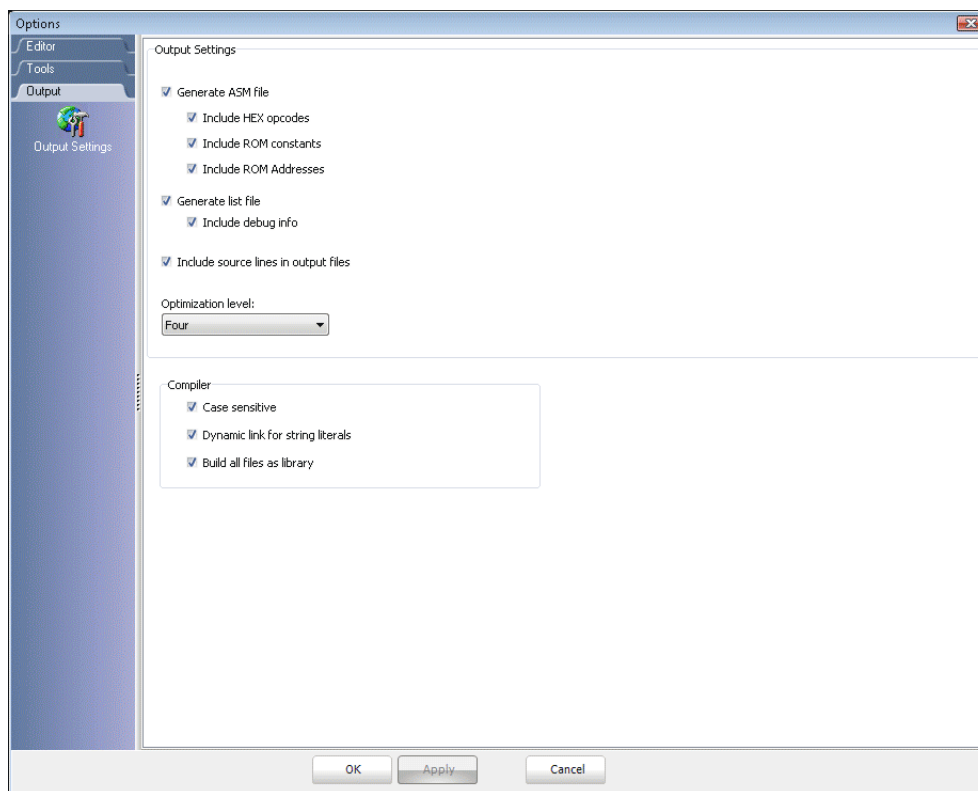 Options
Editor
Tools
Output
Output Settings
Output Settings
Generate ASM file
Include HEX opcodes
Include ROM constants
Include ROM Addresses
Generate list file
Include debug info
Include source lines in output files
Optimization level:
Four
Compiler
Case sensitive
Dynamic link for string literals
Build all files as library
OK
Apply
Cancel